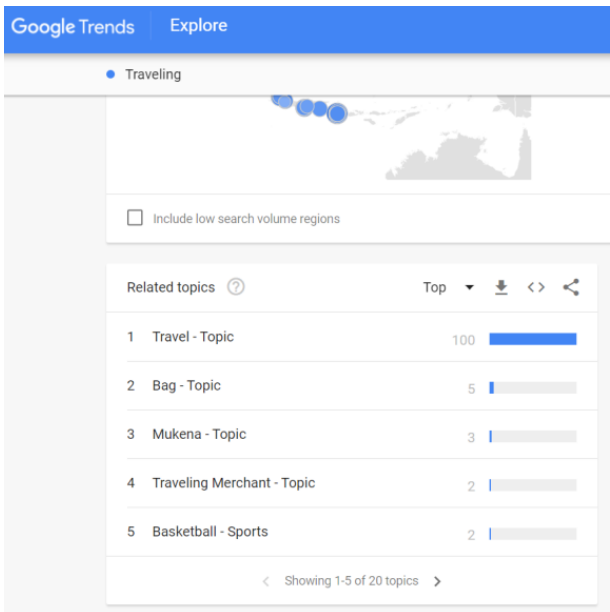 Google Trends Explore
Traveling
Include low search volume regions
Related topics ? Top
1 Travel - Topic 100
2 Bag - Topic 5
3 Mukena - Topic 3
4 Traveling Merchant - Topic 2
5 Basketball - Sports 2
Showing 1-5 of 20 topics